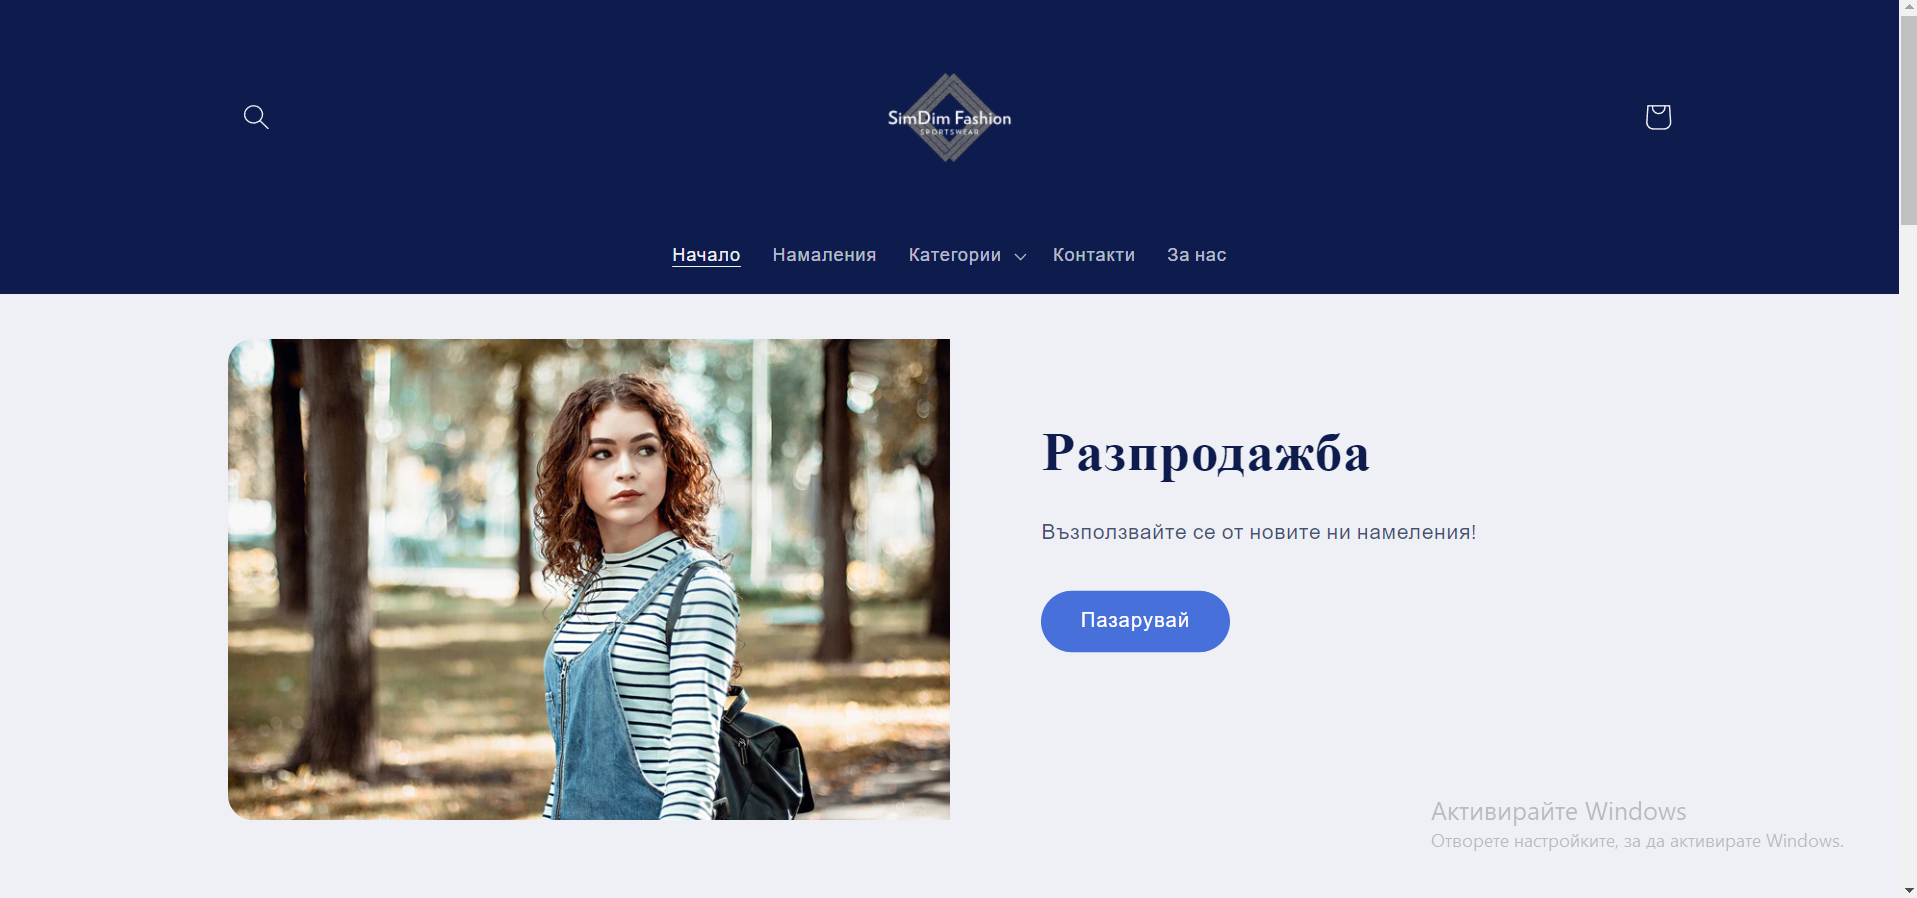 SimDim Fashion
SPORTSWEAR
Начало Намаления Категории Контакти За нас
Разпродажба
Възползвайте се от новите ни намеления!
Пазарувай
Активирайте Windows
Отворете настройките, за да активирате Windows.